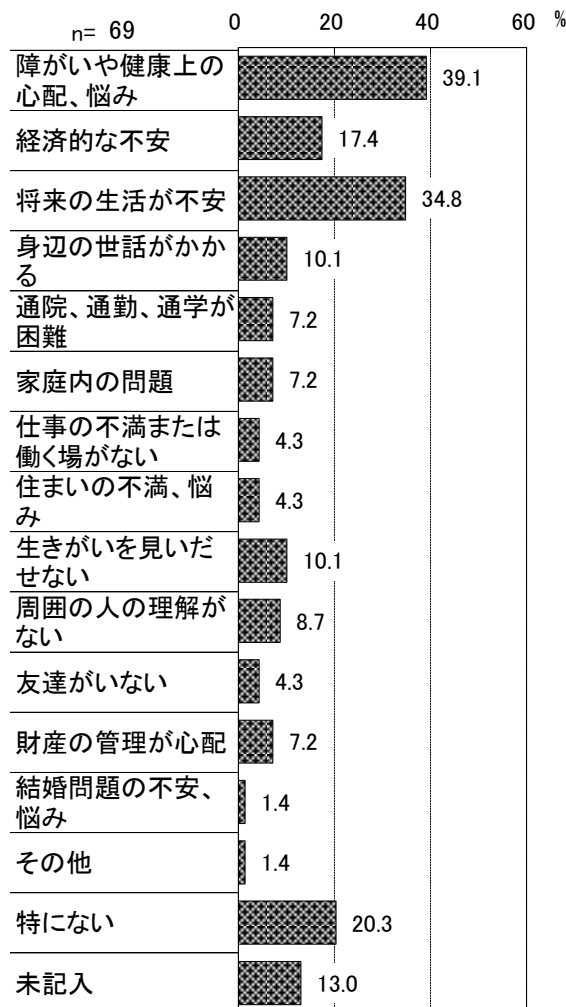 n= 69
0 20 40 60 %
障がいや健康上の
心配、悩み
39.1
経済的な不安
17.4
将来の生活が不安
34.8
身辺の世話がかか
る
10.1
通院、通勤、通学が
困難
7.2
家庭内の問題
7.2
仕事の不満または
働く場がない
4.3
住まいの不満、悩
み
4.3
生きがいを見いだ
せない
10.1
周囲の人の理解が
ない
8.7
友達がいない
4.3
財産の管理が心配
7.2
結婚問題の不安、
悩み
1.4
その他
1.4
特にない
20.3
未記入
13.0